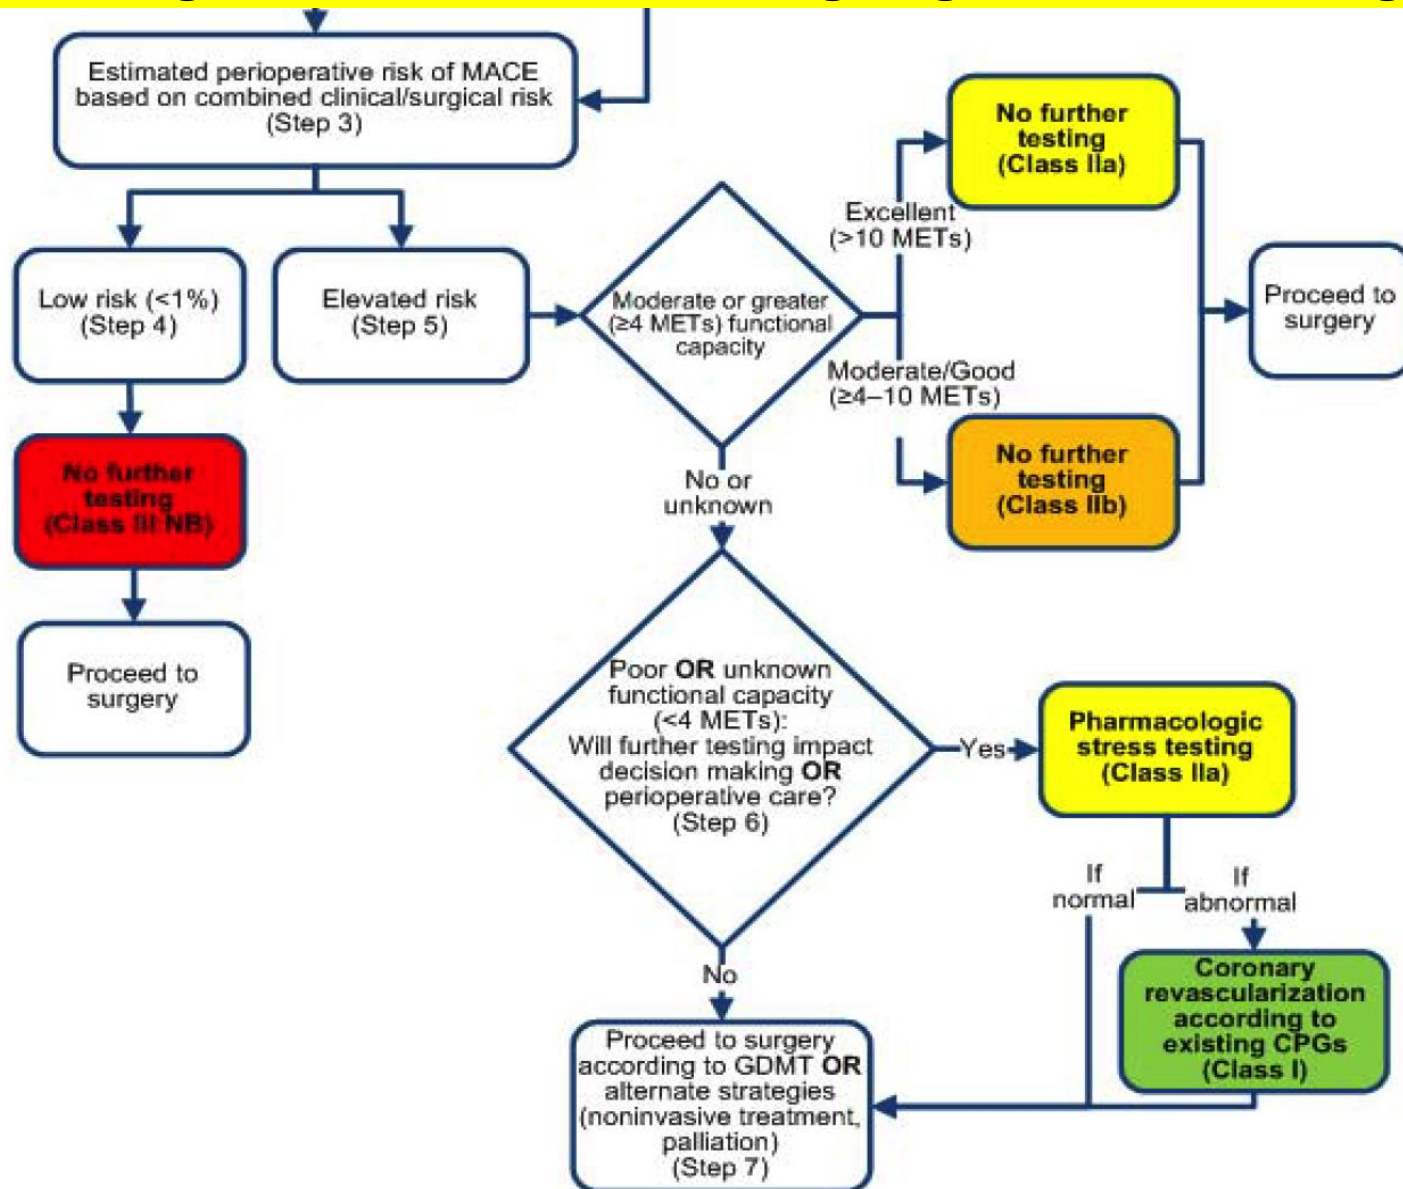 Estimated perioperative risk of MACE
based on combined clinical/surgical risk
(Step 3)
No further
testing
(Class IIa)
Excellent
(>10 METs)
Low risk (<1%)
(Step 4)
Elevated risk
(Step 5)
Moderate or greater
(≥4 METs) functional
capacity
Proceed to
surgery
Moderate/Good
(≥4–10 METs)
No further
testing
(Class III:NB)
No or
unknown
No further
testing
(Class IIb)
Proceed to
surgery
Poor OR unknown
functional capacity
(<4 METs):
Will further testing impact
decision making OR
perioperative care?
(Step 6)
Yes
Pharmacologic
stress testing
(Class IIa)
If
normal
If
abnormal
No
Coronary
revascularization
according to
existing CPGs
(Class I)
Proceed to surgery
according to GDMT OR
alternate strategies
(noninvasive treatment,
palliation)
(Step 7)